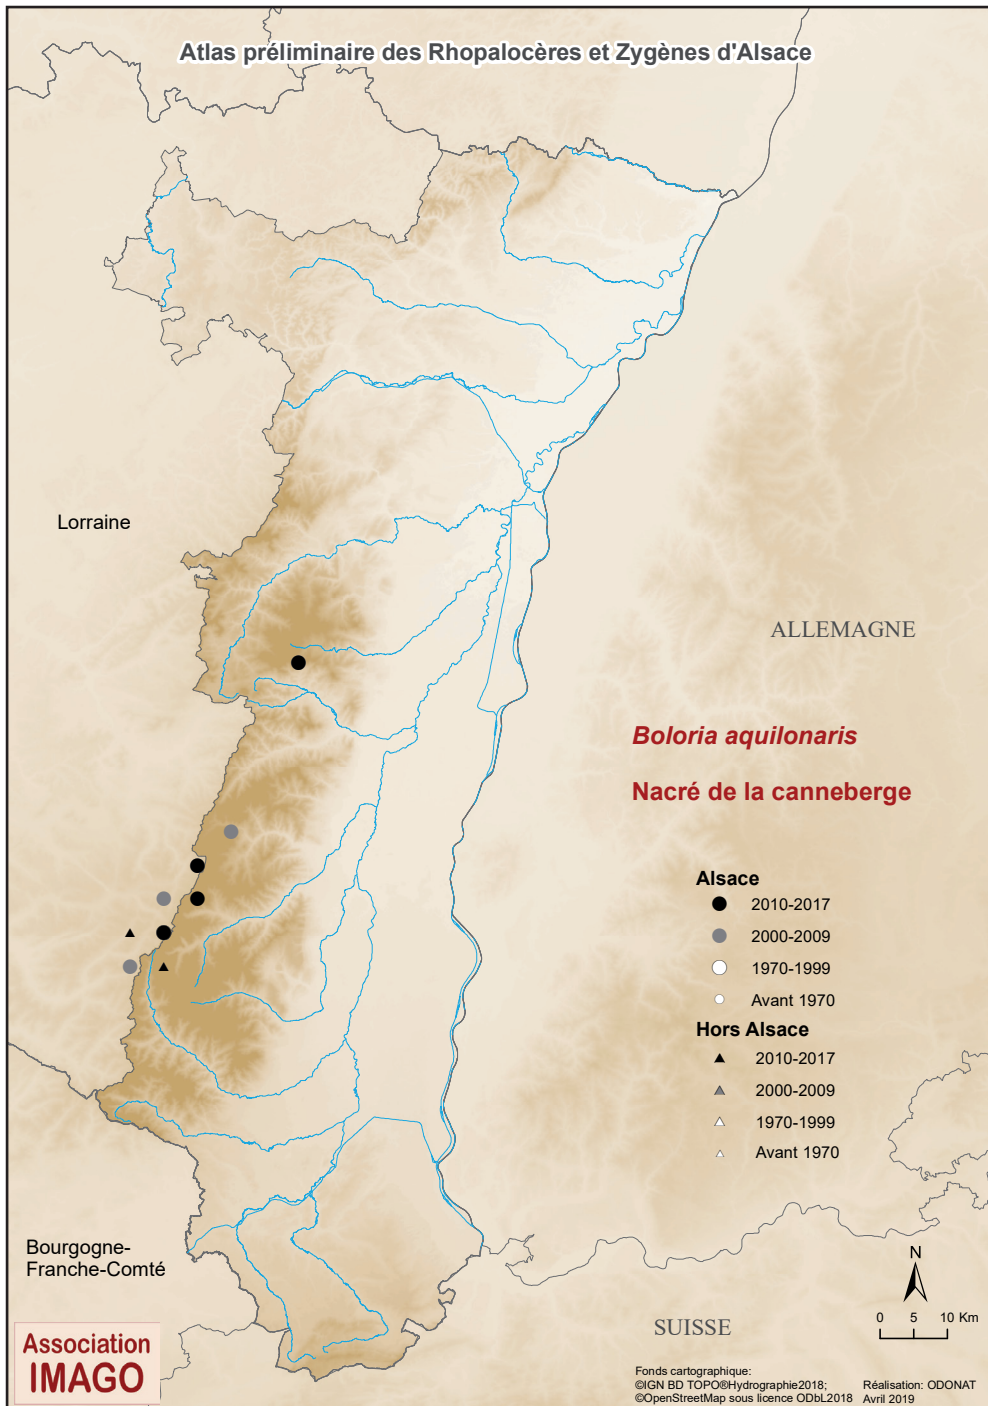 Atlas préliminaire des Rhopalocères et Zygènes d'Alsace
Lorraine
ALLEMAGNE
Boloria aquilonaris
Nacré de la canneberge
Alsace
2010-2017
2000-2009
1970-1999
Avant 1970
Hors Alsace
2010-2017
2000-2009
1970-1999
Avant 1970
Bourgogne-
Franche-Comté
N
0 5 10 Km
SUISSE
Association
IMAGO
Fonds cartographique:
©IGN BD TOPO®Hydrographie2018;
©OpenStreetMap sous licence ODbL2018
Réalisation: ODONAT
Avril 2019